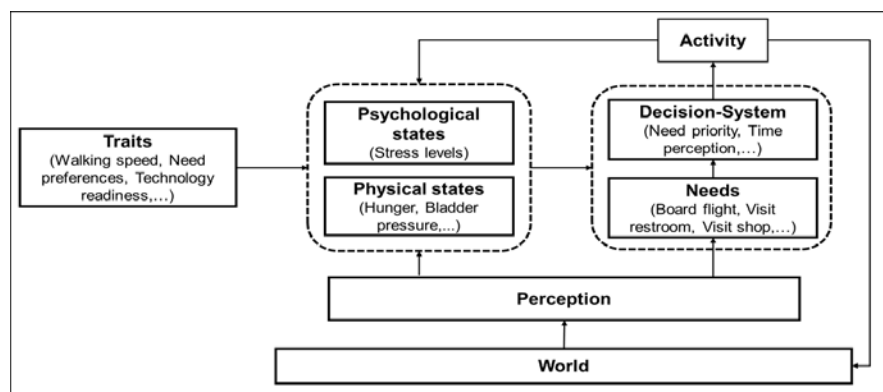 Activity
Psychological
states
(Stress levels)
Decision-System
(Need priority, Time
perception,…)
Traits
(Walking speed, Need
preferences, Technology
readiness,…)
Physical states
(Hunger, Bladder
pressure,...)
Needs
(Board flight, Visit
restroom, Visit shop,…)
Perception
World